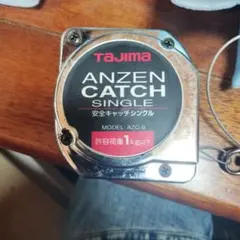 TAJIMA
ANZEN
CATCH
SINGLE
安全キャッチシングル
MODEL: AZC-S
許容荷重1kg以下